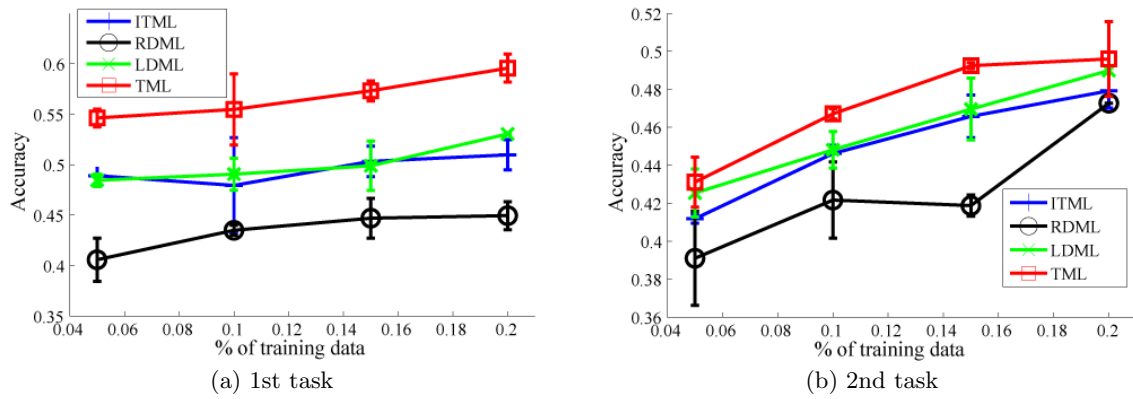 ITML
RDML
LDML
TML
Accuracy
0.6
0.55
0.5
0.45
0.4
0.35
0.04 0.06 0.08 0.1 0.12 0.14 0.16 0.18 0.2
% of training data
(a) 1st task
Accuracy
0.52
0.5
0.48
0.46
0.44
0.42
0.4
0.38
0.36
0.04 0.06 0.08 0.1 0.12 0.14 0.16 0.18 0.2
ITML
RDML
LDML
TML
% of training data
(b) 2nd task